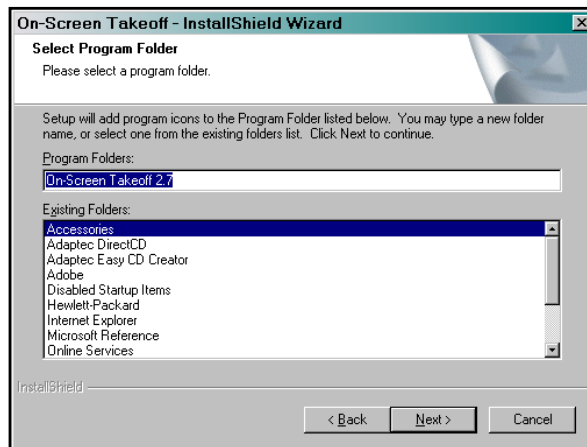 On-Screen Takeoff - InstallShield Wizard
Select Program Folder
Please select a program folder.
Setup will add program icons to the Program Folder listed below. You may type a new folder
name, or select one from the existing folders list. Click Next to continue.
Program Folders:
On-Screen Takeoff 2.7
Existing Folders:
Accessories
Adaptec DirectCD
Adaptec Easy CD Creator
Adobe
Disabled Startup Items
Hewlett-Packard
Internet Explorer
Microsoft Reference
Online Services
InstallShield
< Back
Next >
Cancel